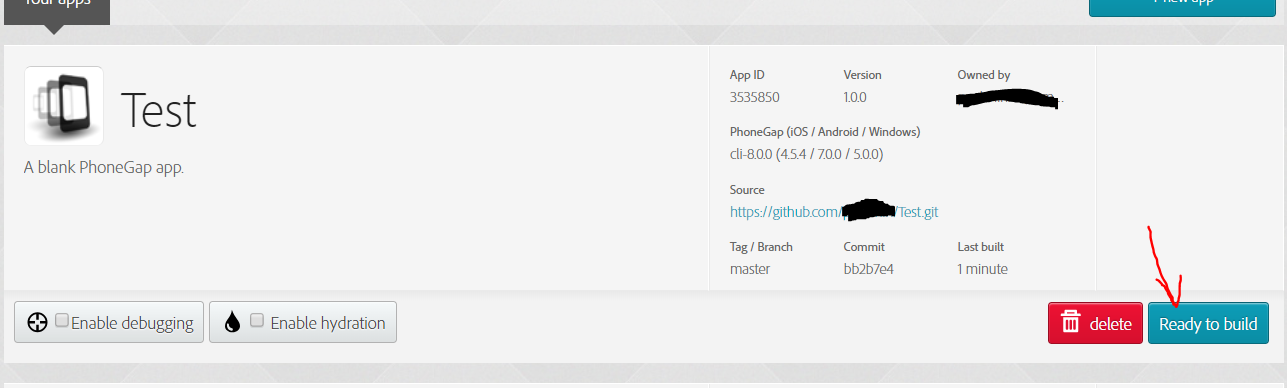 Your apps
+ new app
Test
A blank PhoneGap app.
App ID
3535850
Version
1.0.0
Owned by
PhoneGap (iOS / Android / Windows)
cli-8.0.0 (4.5.4 / 7.0.0 / 5.0.0)
Source
https://github.com/ /Test.git
Tag / Branch
master
Commit
bb2b7e4
Last built
1 minute
Enable debugging
Enable hydration
delete
Ready to build